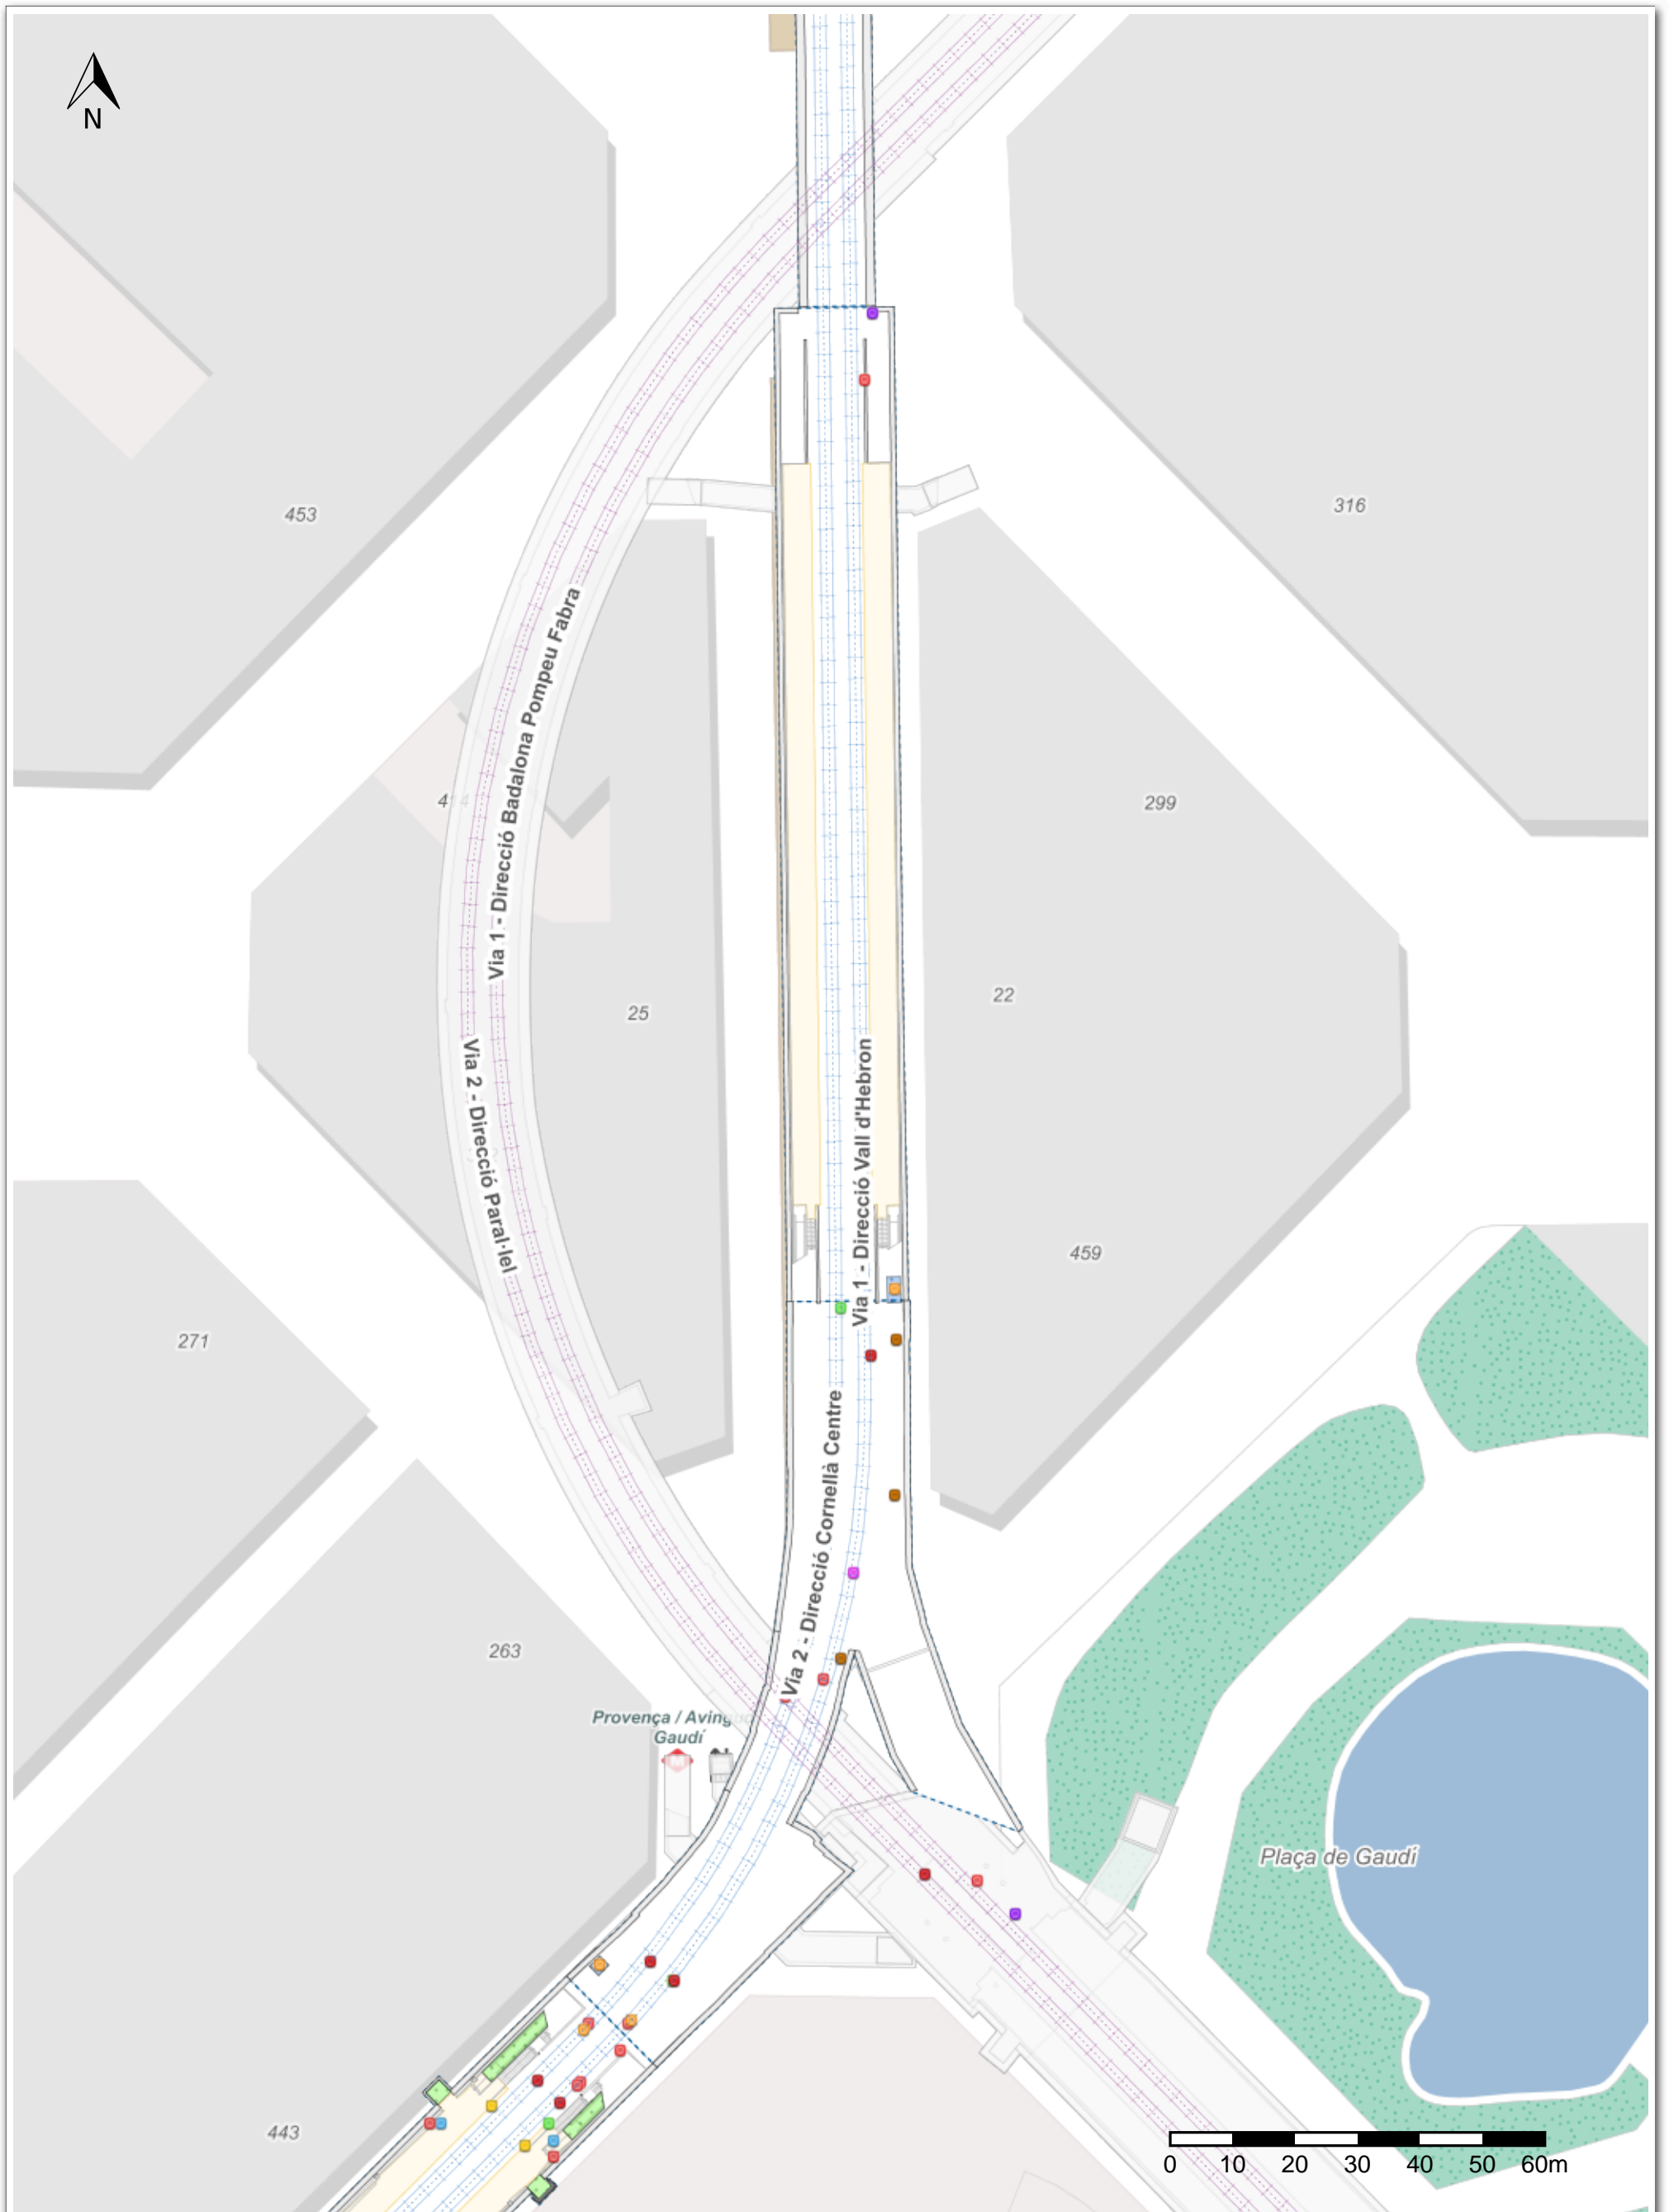 N
453
316
Via 1 - Direcció Badalona Pompeu Fabra
299
22
25
Via 2 - Direcció Paral·lel
Via 1 - Direcció Vall d'Hebron
459
271
Via 2 - Direcció Cornellà Centre
263
Provença / Aving
Gaudí
Plaça de Gaudí
443
0 10 20 30 40 50 60m